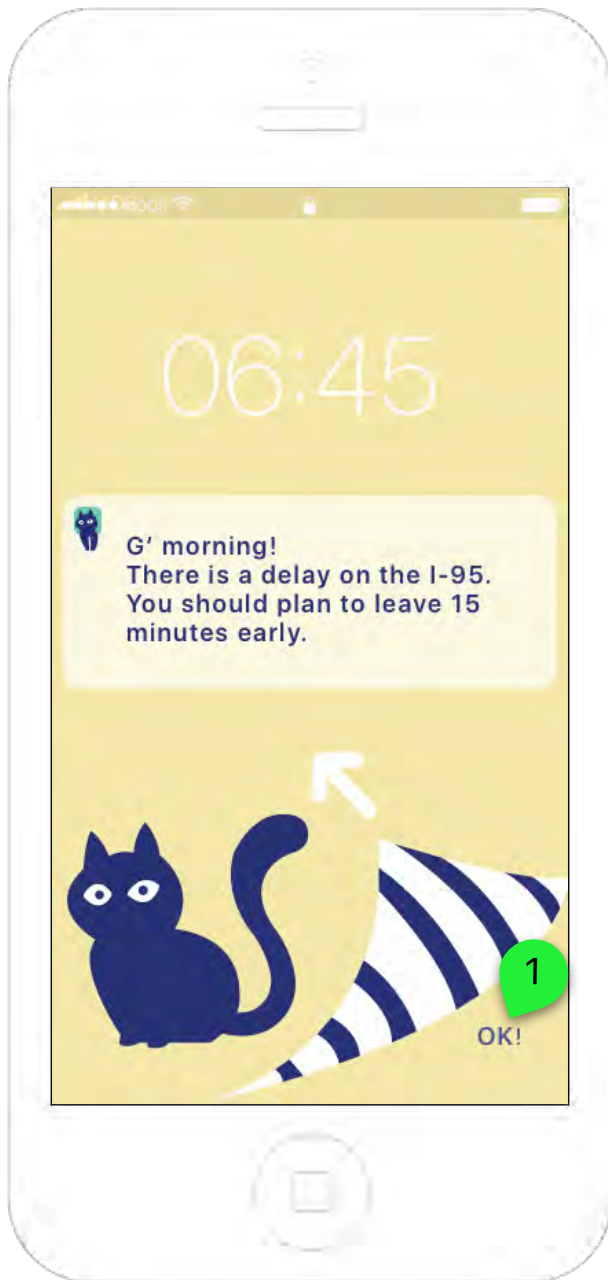 06:45
G’ morning!
There is a delay on the I-95.
You should plan to leave 15
minutes early.
1
OK!